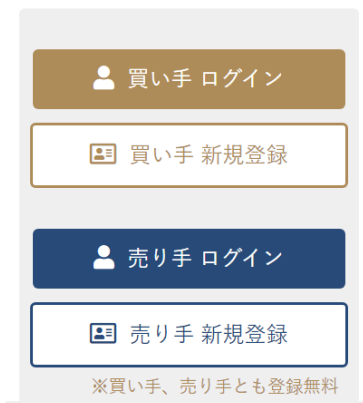 買い手 ログイン
買い手 新規登録
売り手 ログイン
売り手 新規登録
※買い手、売り手とも登録無料